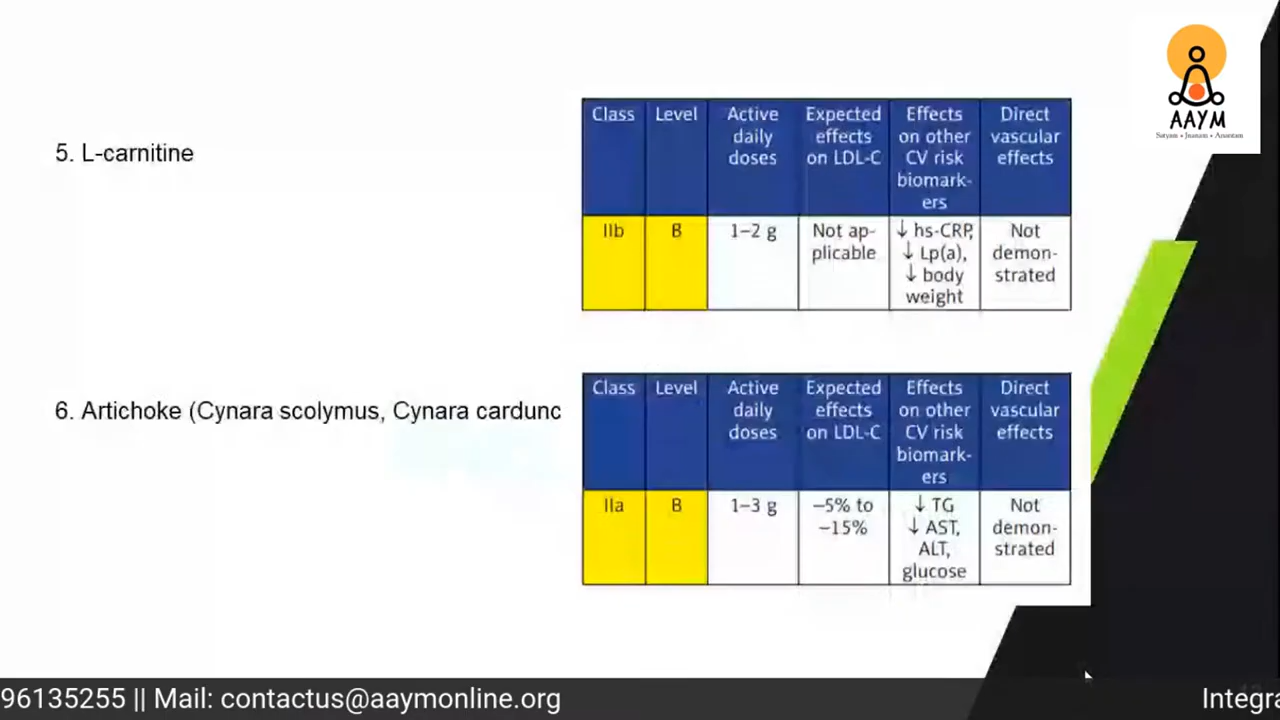 AAYM
Satyam • Jnanam • Anantam
5. L-carnitine
Class Level Active daily doses Expected effects on LDL-C Effects on other CV risk biomark-ers Direct vascular effects
IIb B 1–2 g Not ap-plicable ↓ hs-CRP, ↓ Lp(a), ↓ body weight Not demon-strated
6. Artichoke (Cynara scolymus, Cynara cardunc
Class Level Active daily doses Expected effects on LDL-C Effects on other CV risk biomark-ers Direct vascular effects
IIa B 1–3 g –5% to –15% ↓ TG ↓ AST, ALT, glucose Not demon-strated
96135255 || Mail: contactus@aaymonline.org
Integra